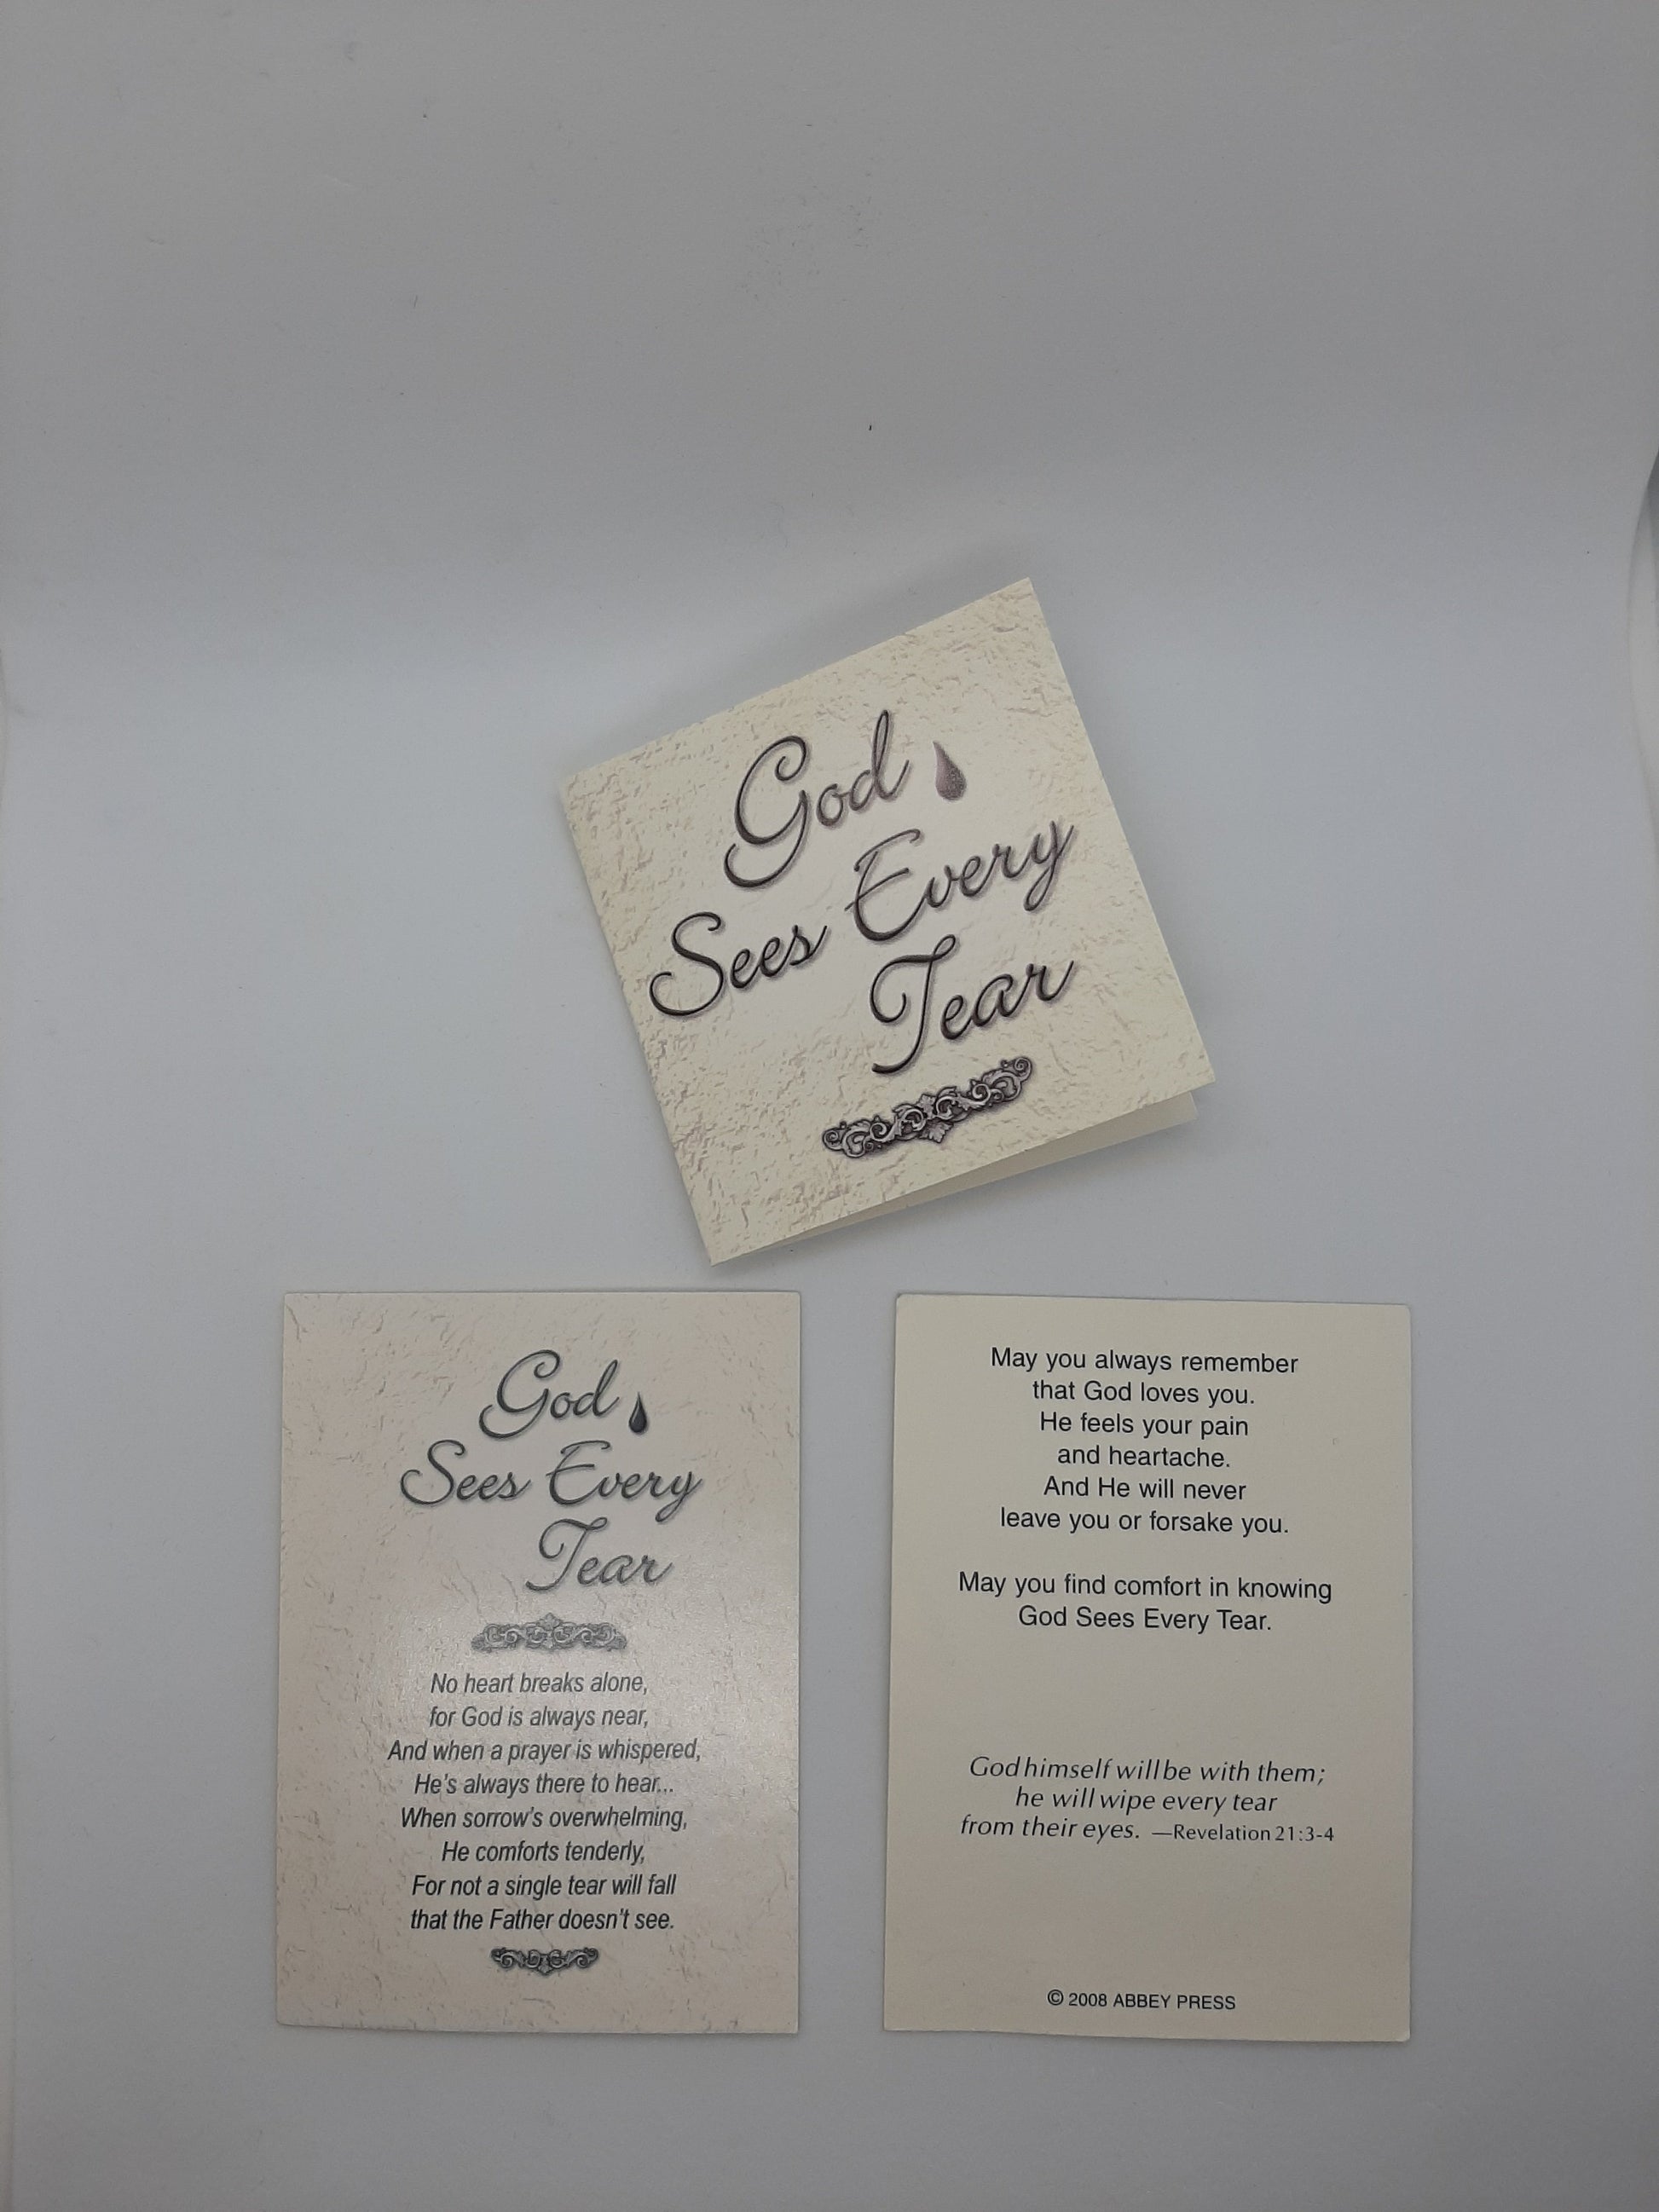 God
Sees Every
Tear
God
Sees Every
Tear
No heart breaks alone,
for God is always near,
And when a prayer is whispered,
He's always there to hear...
When sorrow's overwhelming,
He comforts tenderly,
For not a single tear will fall
that the Father doesn't see.
May you always remember
that God loves you.
He feels your pain
and heartache.
And He will never
leave you or forsake you.
May you find comfort in knowing
God Sees Every Tear.
God himself will be with them;
he will wipe every tear
from their eyes. —Revelation 21:3-4
© 2008 ABBEY PRESS